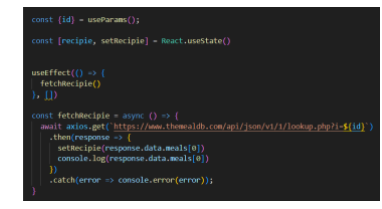 const {id} = useParams();
const [recipie, setRecipie] = React.useState()
useEffect(() => {
fetchRecipie()
}, [])
const fetchRecipie = async () => {
await axios.get(`https://www.themealdb.com/api/json/v1/1/lookup.php?i=${id}`)
.then(response => {
setRecipie(response.data.meals[0])
console.log(response.data.meals[0])
})
.catch(error => console.error(error));
}